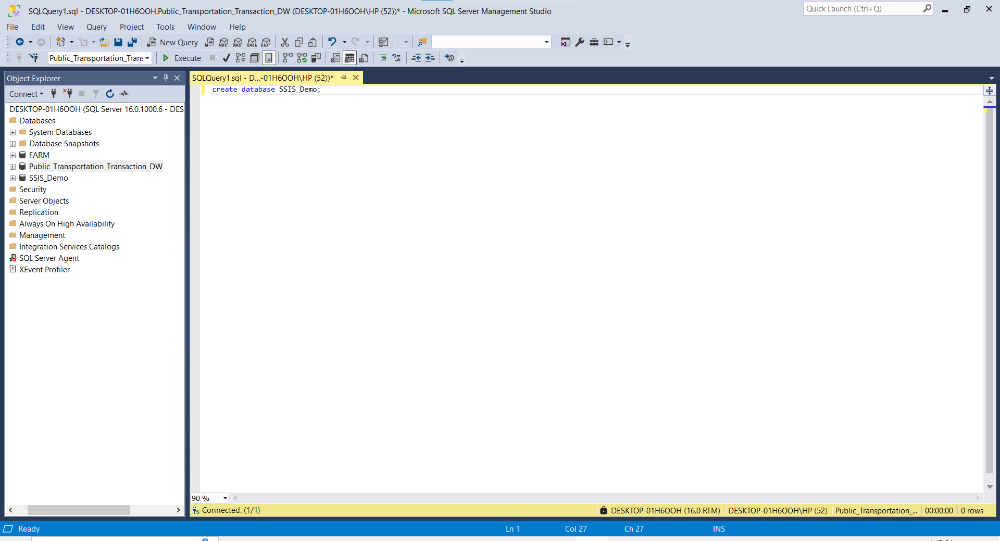 SQLQuery1.sql - DESKTOP-01H6OOH.Public_Transportation_Transaction_DW (DESKTOP-01H6OOH\HP (52))* - Microsoft SQL Server Management Studio
Quick Launch (Ctrl+Q)
File Edit View Query Project Tools Window Help
New Query MDX DMX XMLA DAX
Public_Transportation_Trans Execute
Object Explorer
SQLQuery1.sql - D...-01H6OOH\HP (52))*
Connect
create database SSIS_Demo;
DESKTOP-01H6OOH (SQL Server 16.0.1000.6 - DES
Databases
System Databases
Database Snapshots
FARM
Public_Transportation_Transaction_DW
SSIS_Demo
Security
Server Objects
Replication
Always On High Availability
Management
Integration Services Catalogs
SQL Server Agent
XEvent Profiler
90 %
Connected. (1/1) DESKTOP-01H6OOH (16.0 RTM) DESKTOP-01H6OOH\HP (52) Public_Transportation_... 00:00:00 0 rows
Ready Ln 1 Col 27 Ch 27 INS